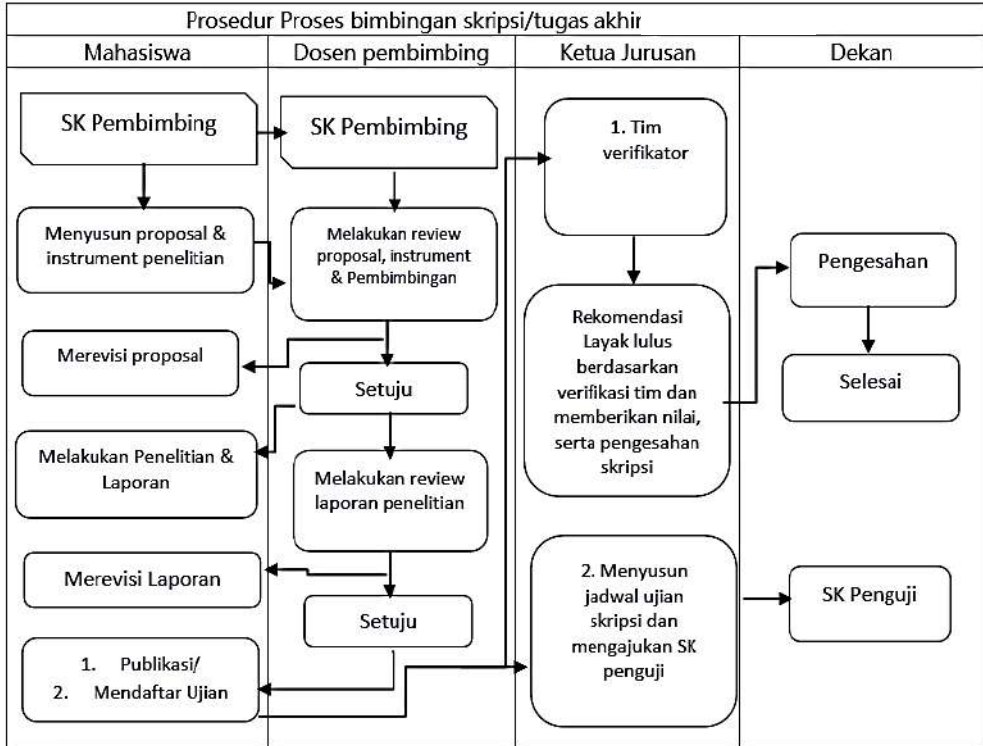 Prosedur Proses bimbingan skripsi/tugas akhir
Mahasiswa
Dosen pembimbing
Ketua Jurusan
Dekan
SK Pembimbing
Menyusun proposal &
instrument penelitian
Merevisi proposal
Melakukan Penelitian &
Laporan
Merevisi Laporan
1. Publikasi/
2. Mendaftar Ujian
SK Pembimbing
Melakukan review
proposal, instrument
& Pembimbingan
Setuju
Melakukan review
laporan penelitian
Setuju
1. Tim
verifikator
Rekomendasi
Layak lulus
berdasarkan
verifikasi tim dan
memberikan nilai,
serta pengesahan
skripsi
2. Menyusun
jadwal ujian
skripsi dan
mengajukan SK
penguji
Pengesahan
Selesai
SK Penguji